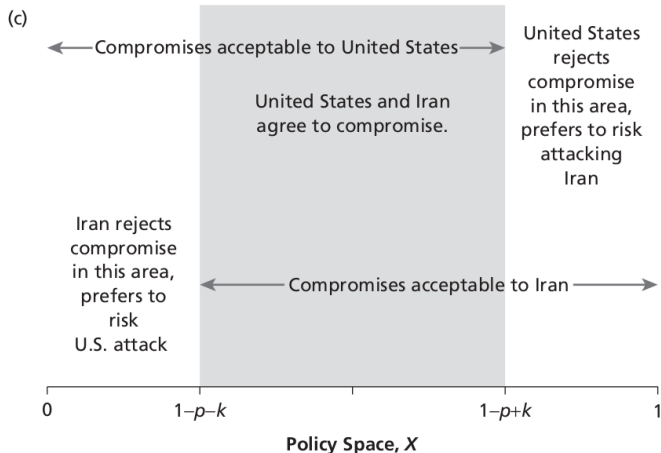 (c)
Compromises acceptable to United States
United States
rejects
compromise
in this area,
prefers to risk
attacking
Iran
United States and Iran
agree to compromise.
Iran rejects
compromise
in this area,
prefers to
risk
U.S. attack
Compromises acceptable to Iran
0
1–p–k
1–p+k
1
Policy Space, X